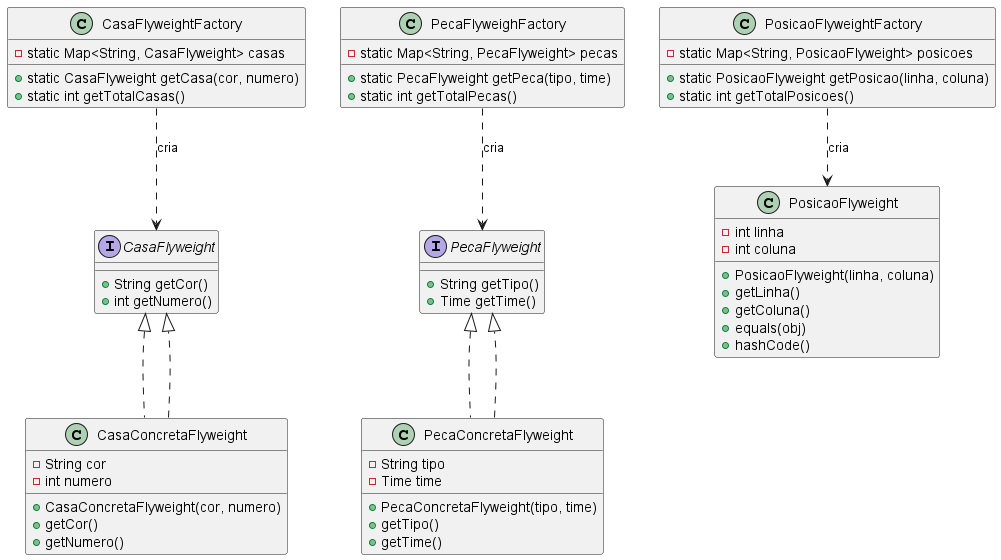 C CasaFlyweightFactory
static Map<String, CasaFlyweight> casas
static CasaFlyweight getCasa(cor, numero)
static int getTotalCasas()
cria
I CasaFlyweight
String getCor()
int getNumero()
C CasaConcretaFlyweight
String cor
int numero
CasaConcretaFlyweight(cor, numero)
getCor()
getNumero()
C PecaFlyweighFactory
static Map<String, PecaFlyweight> pecas
static PecaFlyweight getPeca(tipo, time)
static int getTotalPecas()
cria
I PecaFlyweight
String getTipo()
Time getTime()
C PecaConcretaFlyweight
String tipo
Time time
PecaConcretaFlyweight(tipo, time)
getTipo()
getTime()
C PosicaoFlyweightFactory
static Map<String, PosicaoFlyweight> posicoes
static PosicaoFlyweight getPosicao(linha, coluna)
static int getTotalPosicoes()
cria
C PosicaoFlyweight
int linha
int coluna
PosicaoFlyweight(linha, coluna)
getLinha()
getColuna()
equals(obj)
hashCode()